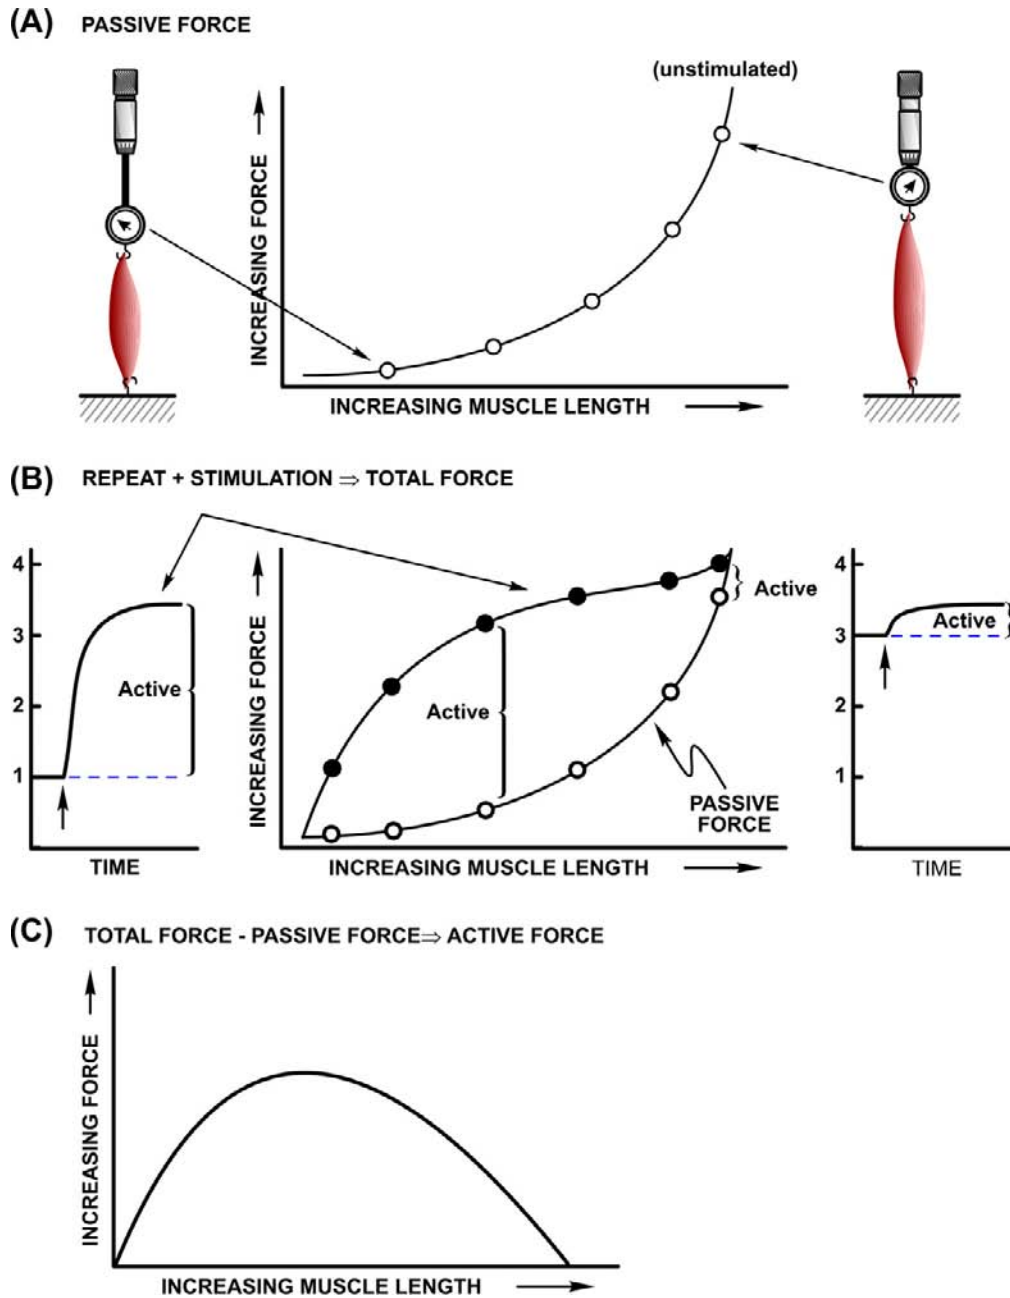 (A) PASSIVE FORCE
(unstimulated)
INCREASING FORCE
INCREASING MUSCLE LENGTH
(B) REPEAT + STIMULATION ⇒ TOTAL FORCE
4
3
2
1
Active
TIME
INCREASING FORCE
Active
Active
PASSIVE
FORCE
INCREASING MUSCLE LENGTH
4
3
2
1
Active
TIME
(C) TOTAL FORCE - PASSIVE FORCE⇒ ACTIVE FORCE
INCREASING FORCE
INCREASING MUSCLE LENGTH